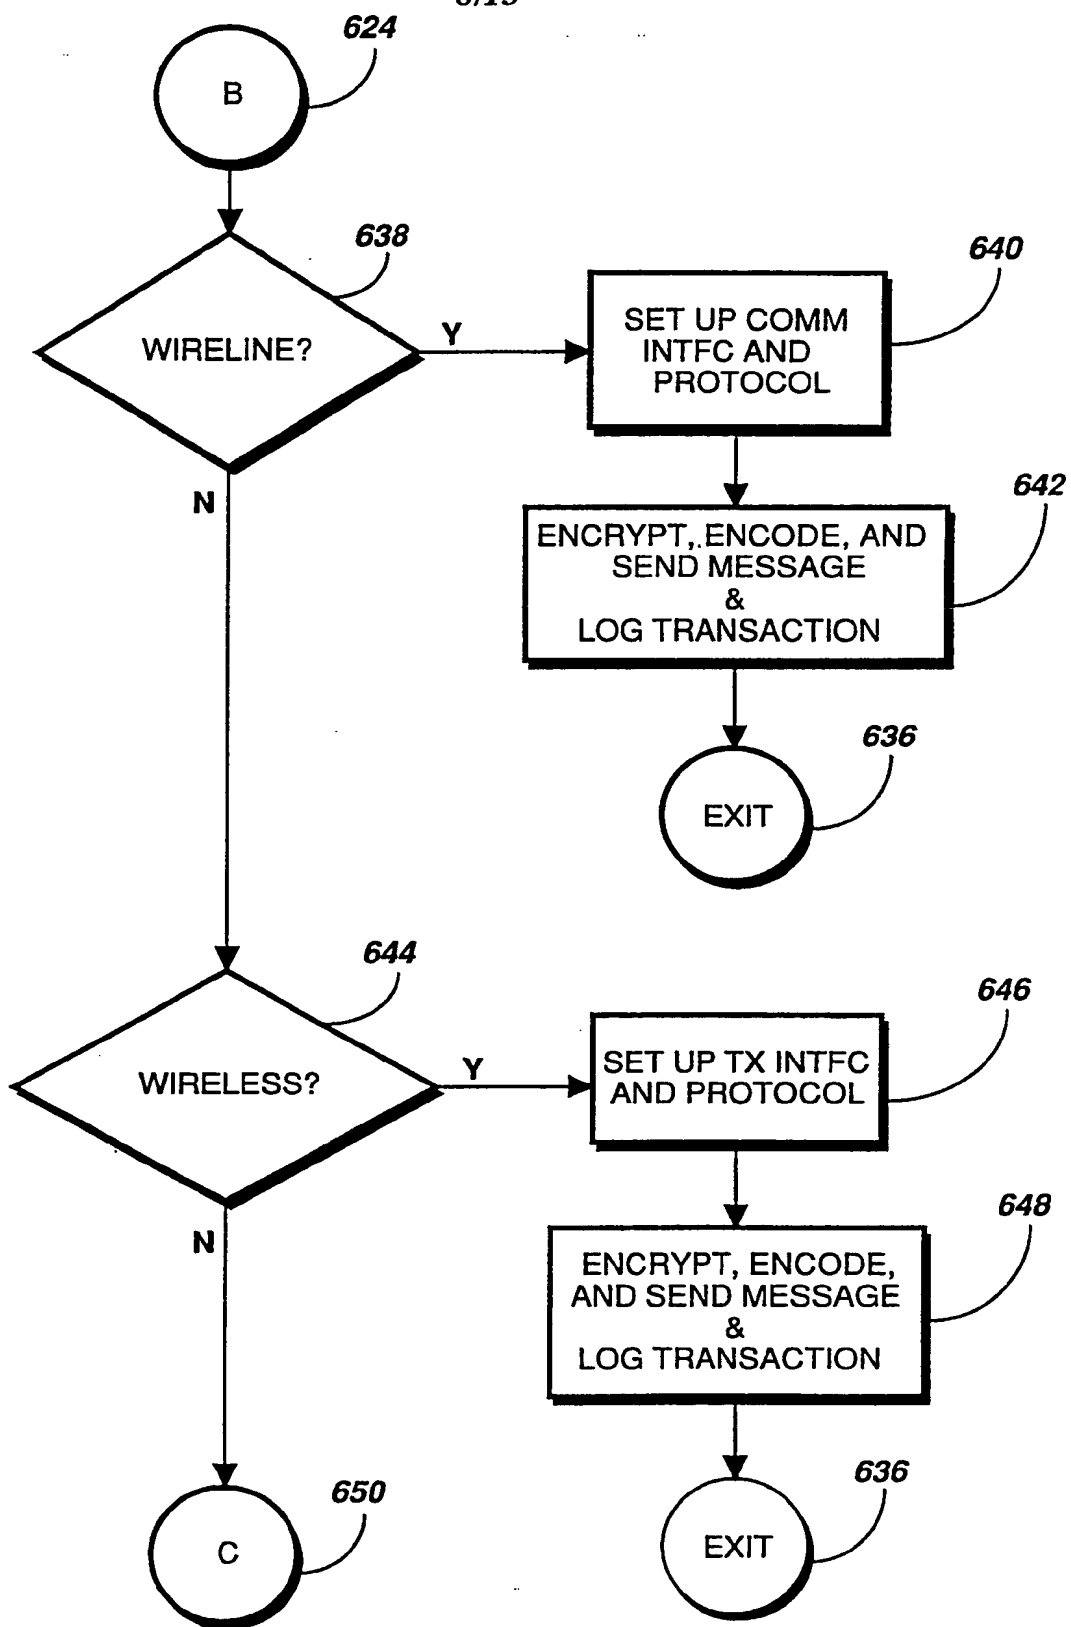 624
B
638
WIRELINE?
Y
640
SET UP COMM
INTFC AND
PROTOCOL
N
642
ENCRYPT, ENCODE, AND
SEND MESSAGE
&
LOG TRANSACTION
636
EXIT
644
WIRELESS?
Y
646
SET UP TX INTFC
AND PROTOCOL
N
648
ENCRYPT, ENCODE,
AND SEND MESSAGE
&
LOG TRANSACTION
650
C
636
EXIT